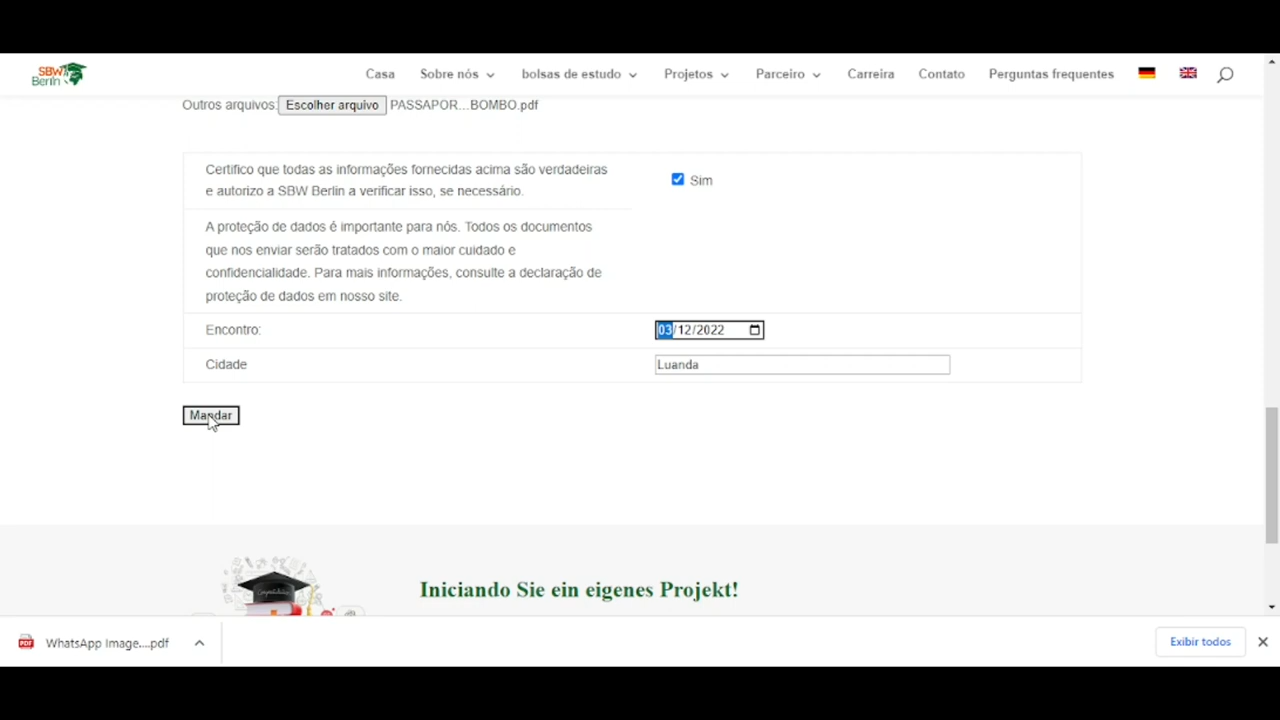 SBW
Berlin
Casa Sobre nós bolsas de estudo Projetos Parceiro Carreira Contato Perguntas frequentes
Outros arquivos: Escolher arquivo PASSAPOR...BOMBO.pdf
Certifico que todas as informações fornecidas acima são verdadeiras
e autorizo a SBW Berlin a verificar isso, se necessário.
Sim
A proteção de dados é importante para nós. Todos os documentos
que nos enviar serão tratados com o maior cuidado e
confidencialidade. Para mais informações, consulte a declaração de
proteção de dados em nosso site.
Encontro: 03/12/2022
Cidade Luanda
Mandar
Iniciando Sie ein eigenes Projekt!
PDF WhatsApp Image....pdf
Exibir todos